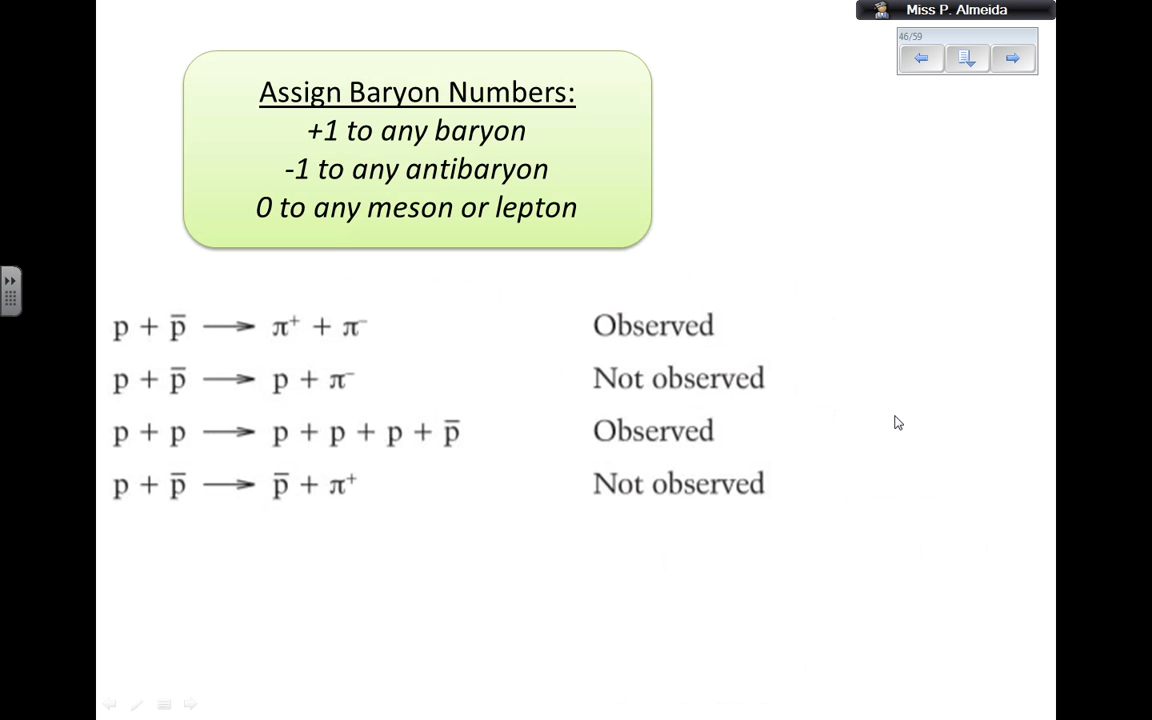 Miss P. Almeida
46/59
Assign Baryon Numbers:
+1 to any baryon
-1 to any antibaryon
0 to any meson or lepton
p + p̅ ⟶ π⁺ + π⁻ Observed
p + p̅ ⟶ p + π⁻ Not observed
p + p ⟶ p + p + p + p̅ Observed
p + p̅ ⟶ p̅ + π⁺ Not observed